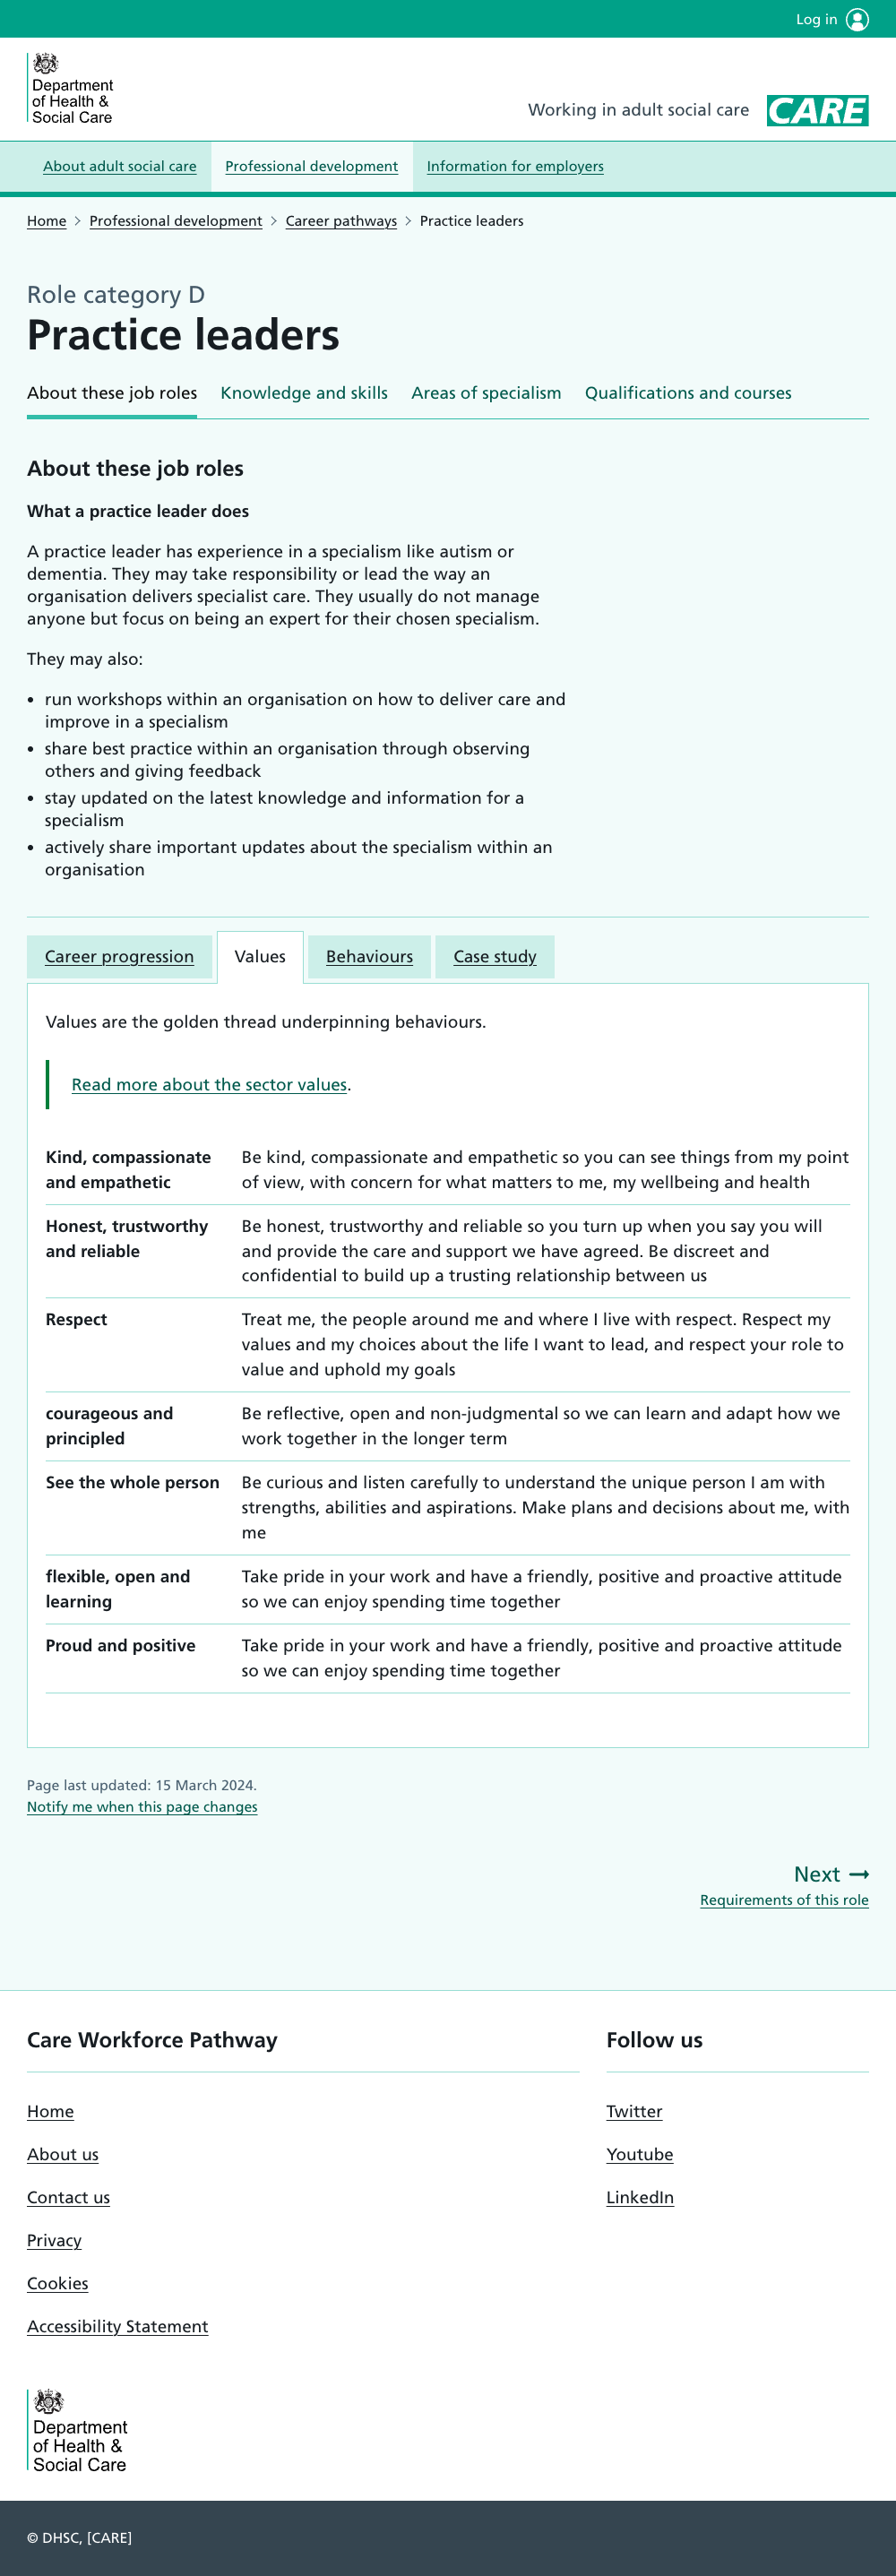 Log in
Department
of Health &
Social Care
Working in adult social care
CARE
About adult social care
Professional development
Information for employers
Home
Professional development
Career pathways
Practice leaders
Role category D
Practice leaders
About these job roles
Knowledge and skills
Areas of specialism
Qualifications and courses
About these job roles
What a practice leader does
A practice leader has experience in a specialism like autism or
dementia. They may take responsibility or lead the way an
organisation delivers specialist care. They usually do not manage
anyone but focus on being an expert for their chosen specialism.
They may also:
• run workshops within an organisation on how to deliver care and
improve in a specialism
• share best practice within an organisation through observing
others and giving feedback
• stay updated on the latest knowledge and information for a
specialism
• actively share important updates about the specialism within an
organisation
Career progression
Values
Behaviours
Case study
Values are the golden thread underpinning behaviours.
Read more about the sector values.
Kind, compassionate
and empathetic
Be kind, compassionate and empathetic so you can see things from my point
of view, with concern for what matters to me, my wellbeing and health
Honest, trustworthy
and reliable
Be honest, trustworthy and reliable so you turn up when you say you will
and provide the care and support we have agreed. Be discreet and
confidential to build up a trusting relationship between us
Respect
Treat me, the people around me and where I live with respect. Respect my
values and my choices about the life I want to lead, and respect your role to
value and uphold my goals
courageous and
principled
Be reflective, open and non-judgmental so we can learn and adapt how we
work together in the longer term
See the whole person
Be curious and listen carefully to understand the unique person I am with
strengths, abilities and aspirations. Make plans and decisions about me, with
me
flexible, open and
learning
Take pride in your work and have a friendly, positive and proactive attitude
so we can enjoy spending time together
Proud and positive
Take pride in your work and have a friendly, positive and proactive attitude
so we can enjoy spending time together
Page last updated: 15 March 2024.
Notify me when this page changes
Next
Requirements of this role
Care Workforce Pathway
Home
About us
Contact us
Privacy
Cookies
Accessibility Statement
Follow us
Twitter
Youtube
LinkedIn
Department
of Health &
Social Care
© DHSC, [CARE]